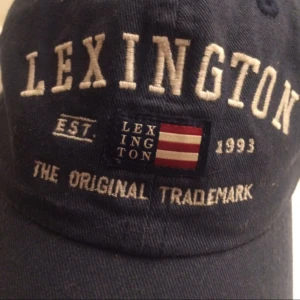 LEXINGTON
EST. 1993
LEX
ING
TON
THE ORIGINAL TRADEMARK